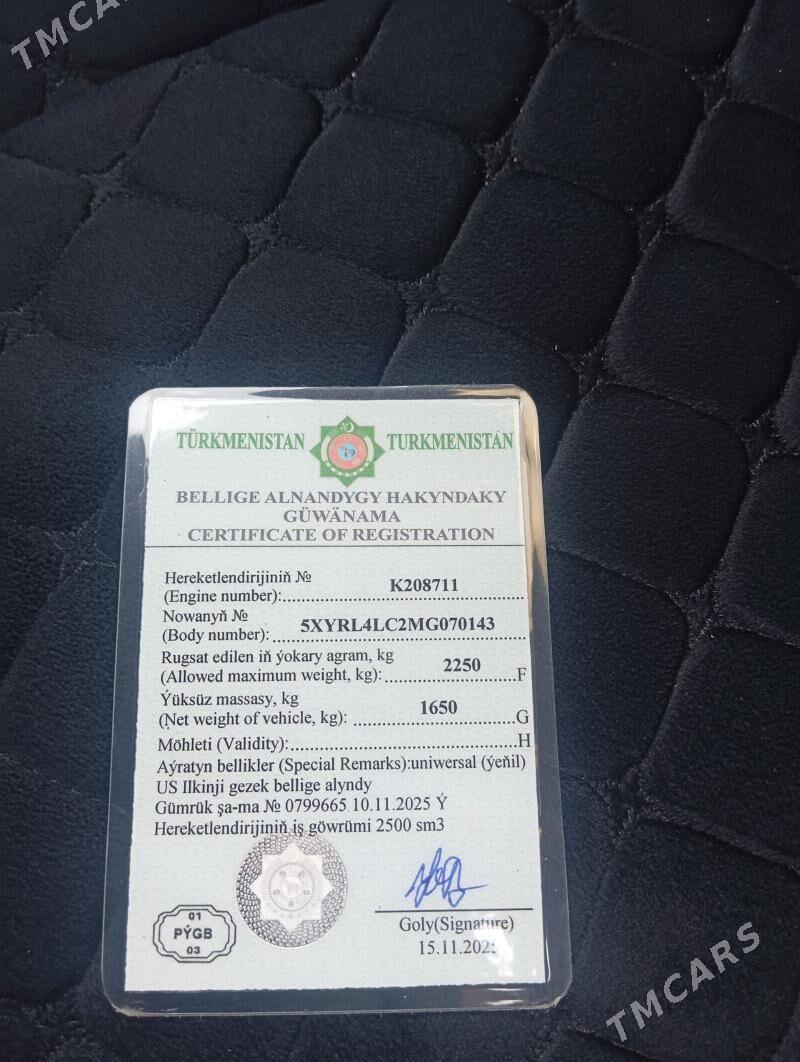 TMCARS
TÜRKMENISTAN TURKMENISTAN
BELLIGE ALNANDYGY HAKYNDAKY
GÜWÄNAMA
CERTIFICATE OF REGISTRATION
Hereketlendirijiniň №
(Engine number): K208711
Nowanyň №
(Body number): 5XYRL4LC2MG070143
Rugsat edilen iň ýokary agram, kg
(Allowed maximum weight, kg): 2250 F
Ýüksüz massasy, kg
(Net weight of vehicle, kg): 1650 G
Möhleti (Validity): H
Aýratyn bellikler (Special Remarks):uniwersal (ýeňil)
US Ilkinji gezek bellige alyndy
Gümrük şa-ma № 0799665 10.11.2025 Ý
Hereketlendirijiniň iş göwrümi 2500 sm3
01
PÝGB
03
Goly(Signature)
15.11.2025
TMCARS